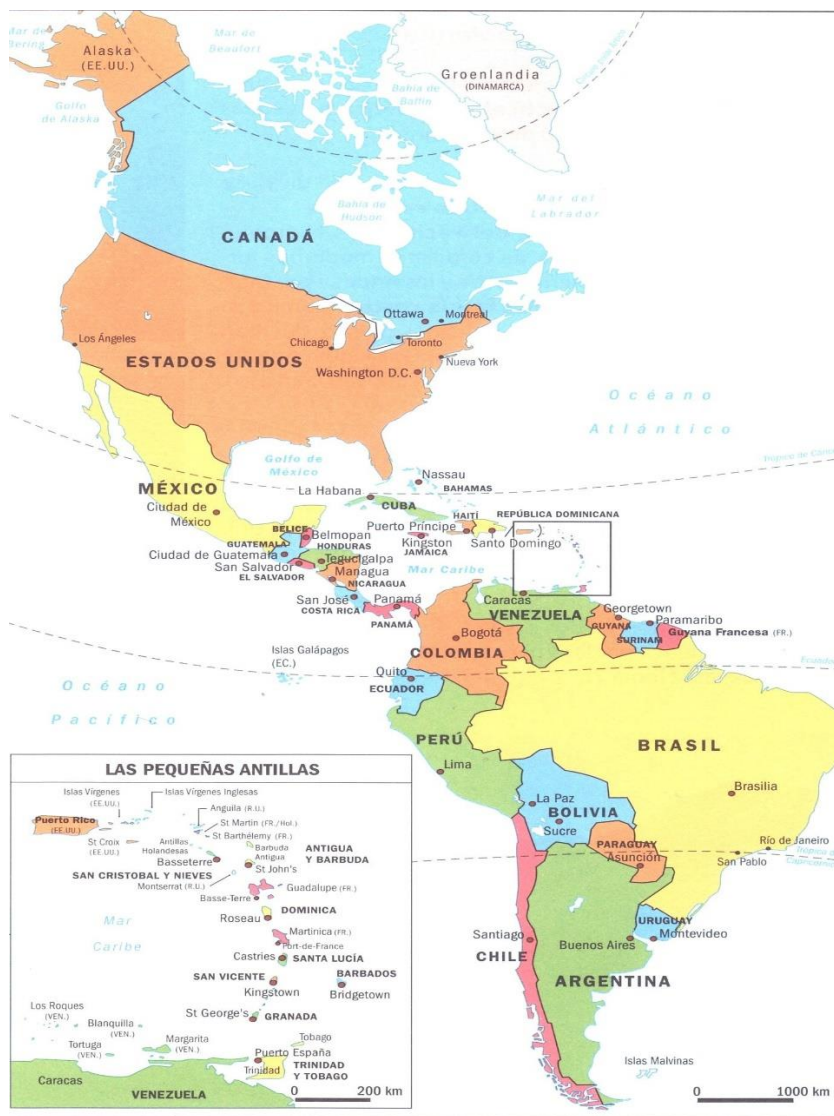 Mar de
Bering
Alaska
(EE.UU.)
Mar de
Beaufort
Golfo
de Alaska
Bahía de
Baffin
Groenlandia
(DINAMARCA)
Círculo Polar Ártico
Bahía de
Hudson
Mar del
Labrador
CANADÁ
Ottawa
Montreal
Toronto
Los Ángeles
Chicago
Nueva York
ESTADOS UNIDOS
Washington D.C.
Océano
Atlántico
Golfo de
México
Nassau
BAHAMAS
MÉXICO
Ciudad de
México
La Habana
CUBA
HAITÍ
REPÚBLICA DOMINICANA
Puerto Príncipe
Kingston
JAMAICA
Santo Domingo
BELICE
Belmopan
GUATEMALA
HONDURAS
Ciudad de Guatemala
Tegucigalpa
San Salvador
EL SALVADOR
Managua
NICARAGUA
Mar Caribe
San José
COSTA RICA
Panamá
PANAMÁ
Caracas
VENEZUELA
Georgetown
Paramaribo
GUYANA
SURINAM
Guyana Francesa (FR.)
Bogotá
COLOMBIA
Islas Galápagos
(EC.)
Quito
ECUADOR
Océano
Pacífico
PERÚ
Lima
BRASIL
Brasilia
La Paz
BOLIVIA
Sucre
PARAGUAY
Asunción
Río de Janeiro
San Pablo
Trópico de
Capricornio
URUGUAY
Montevideo
Santiago
CHILE
Buenos Aires
ARGENTINA
Islas Malvinas
0 1000 km
LAS PEQUEÑAS ANTILLAS
Islas Vírgenes
(EE.UU.)
Islas Vírgenes Inglesas
Puerto Rico
(EE.UU.)
Anguila (R.U.)
St Martin (FR./Hol.)
St Barthélemy (FR.)
St Croix
(EE.UU.)
Antillas
Holandesas
Barbuda
Antigua
ANTIGUA
Y BARBUDA
Basseterre
St John's
SAN CRISTOBAL Y NIEVES
Montserrat (R.U.)
Guadalupe (FR.)
Basse-Terre
DOMINICA
Roseau
Mar
Caribe
Martinica (FR.)
Port-de-France
Castries
SANTA LUCÍA
SAN VICENTE
Kingstown
BARBADOS
Bridgetown
St George's
GRANADA
Los Roques
(VEN.)
Blanquilla
(VEN.)
Tortuga
(VEN.)
Margarita
(VEN.)
Tobago
Puerto España
Trinidad
TRINIDAD
Y TOBAGO
Caracas
VENEZUELA
0 200 km